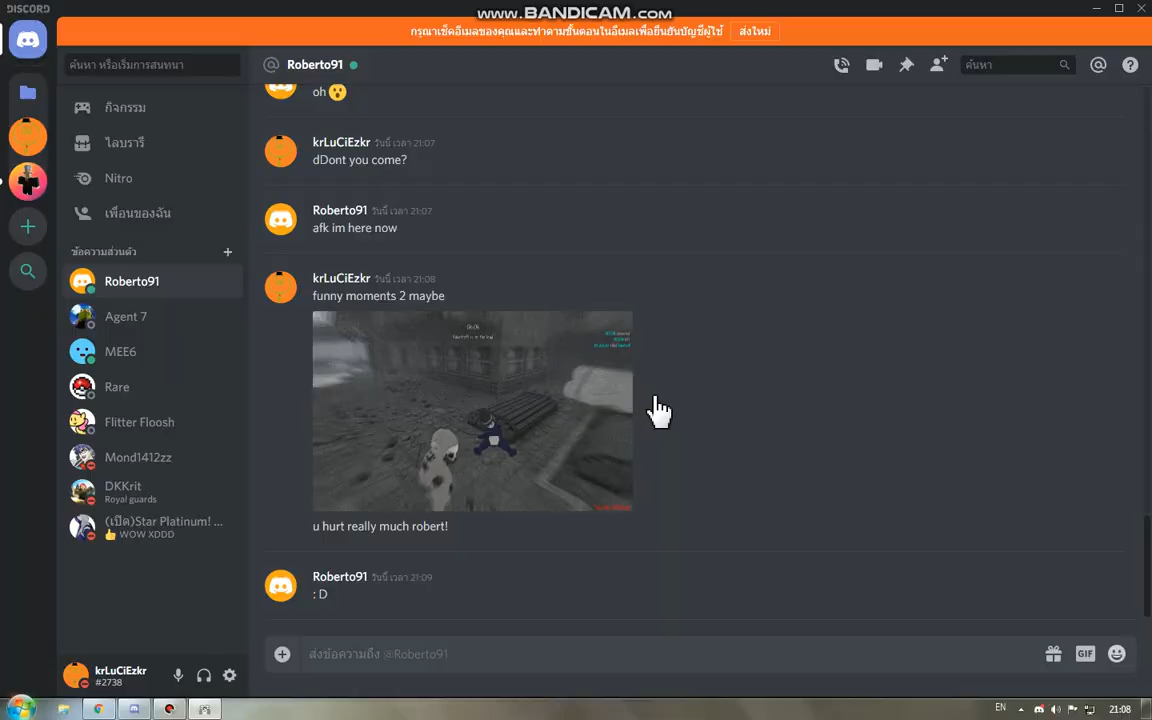 DISCORD
www.BANDICAM.com
กรุณาเช็คอีเมลของคุณและทำตามขั้นตอนในอีเมลเพื่อยืนยันบัญชีผู้ใช้
ส่งใหม่
ค้นหา หรือเริ่มการสนทนา
Roberto91
ค้นหา
กิจกรรม
ไลบรารี่
Nitro
เพื่อนของฉัน
ข้อความส่วนตัว
Roberto91
Agent 7
MEE6
Rare
Flitter Floosh
Mond1412zz
DKKrit
Royal guards
(เปิด)Star Platinum! ...
WOW XDDD
krLuCiEzkr
#2738
oh
krLuCiEzkr วันนี้ เวลา 21:07
dDont you come?
Roberto91 วันนี้ เวลา 21:07
afk im here now
krLuCiEzkr วันนี้ เวลา 21:08
funny moments 2 maybe
u hurt really much robert!
Roberto91 วันนี้ เวลา 21:09
: D
ส่งข้อความถึง @Roberto91
GIF
EN
21:08